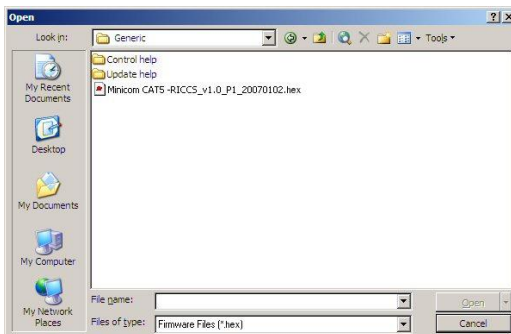 Open
Look in:
Generic
Tools
My Recent Documents
Desktop
My Documents
My Computer
My Network Places
Control help
Update help
Minicom CAT5 -RICCS_v1.0_P1_20070102.hex
File name:
Open
Files of type:
Firmware Files (*.hex)
Cancel